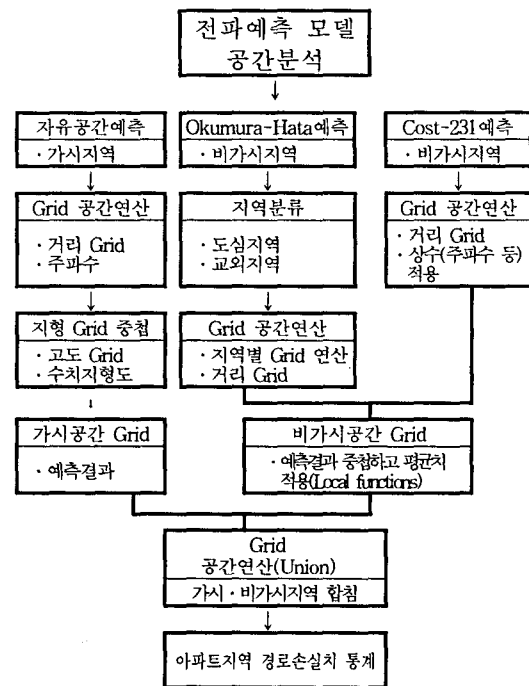 전파예측 모델
공간분석
자유공간예측
· 가시지역
Okumura-Hata예측
· 비가시지역
Cost-231예측
· 비가시지역
Grid 공간연산
· 거리 Grid
· 주파수
지역분류
· 도심지역
· 교외지역
Grid 공간연산
· 거리 Grid
· 상수(주파수 등)
적용
지형 Grid 중첩
· 고도 Grid
· 수치지형도
Grid 공간연산
· 지역별 Grid 연산
· 거리 Grid
가시공간 Grid
· 예측결과
비가시공간 Grid
· 예측결과 중첩하고 평균치
적용(Local functions)
Grid
공간연산(Union)
가시 · 비가시지역 합침
아파트지역 경로손실치 통계